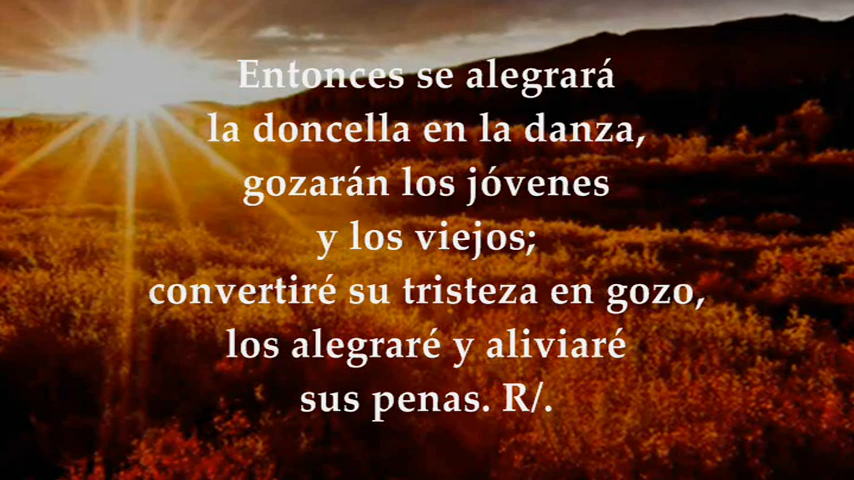 Entonces se alegrará
la doncella en la danza,
gozarán los jóvenes
y los viejos;
convertiré su tristeza en gozo,
los alegraré y aliviaré
sus penas. R/.